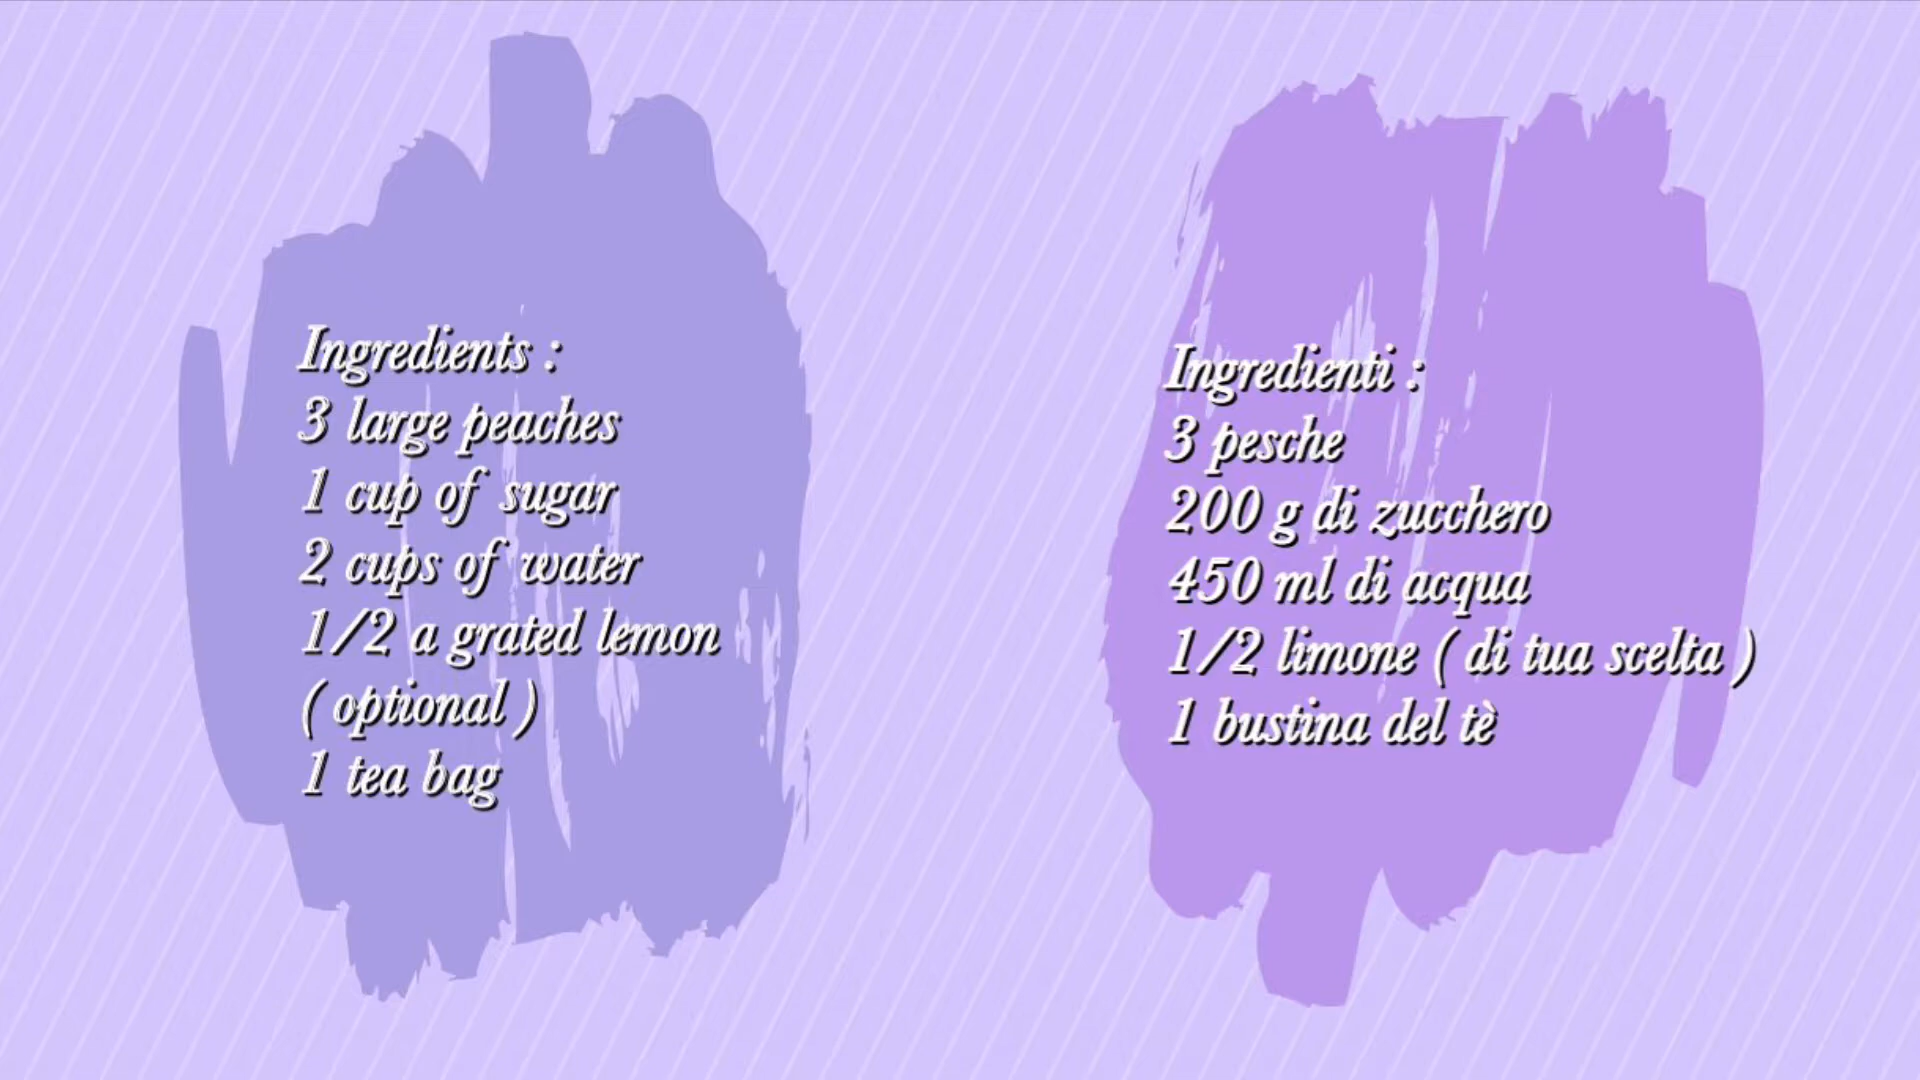 Ingredients :
3 large peaches
1 cup of sugar
2 cups of water
1/2 a grated lemon
( optional )
1 tea bag
Ingredienti :
3 pesche
200 g di zucchero
450 ml di acqua
1/2 limone ( di tua scelta )
1 bustina del tè